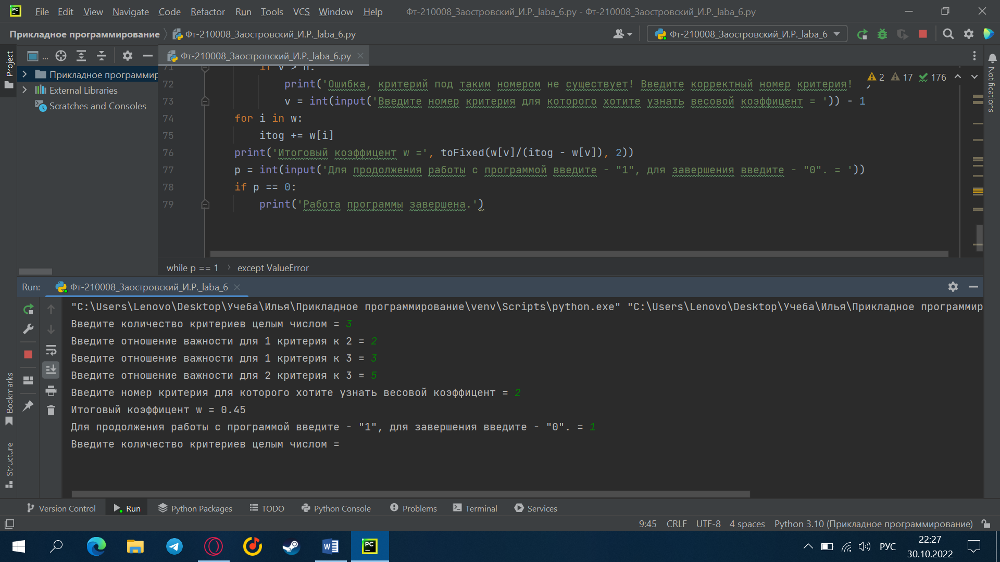 File Edit View Navigate Code Refactor Run Tools VCS Window Help Фт-210008_Заостровский_И.Р._laba_6.py - Фт-210008_Заостровский_И.Р._laba_6.py
Прикладное программирование Фт-210008_Заостровский_И.Р._laba_6.py Фт-210008_Заостровский_И.Р._laba_6
Project
... Фт-210008_Заостровский_И.Р._laba_6.py
Прикладное программир
External Libraries
Scratches and Consoles
2 17 176
Notifications
71 if v > n:
72 print('Ошибка, критерий под таким номером не существует! Введите корректный номер критерия!
73 v = int(input('Введите номер критерия для которого хотите узнать весовой коэффицент = ')) - 1
74 for i in w:
75 itog += w[i]
76 print('Итоговый коэффицент w =', toFixed(w[v]/(itog - w[v]), 2))
77 p = int(input('Для продолжения работы с программой введите - "1", для завершения введите - "0". = '))
78 if p == 0:
79 print('Работа программы завершена.')
while p == 1 › except ValueError
Run: Фт-210008_Заостровский_И.Р._laba_6
"C:\Users\Lenovo\Desktop\Учеба\Илья\Прикладное программирование\venv\Scripts\python.exe" "C:\Users\Lenovo\Desktop\Учеба\Илья\Прикладное программир
Введите количество критериев целым числом = 3
Введите отношение важности для 1 критерия к 2 = 2
Введите отношение важности для 1 критерия к 3 = 3
Введите отношение важности для 2 критерия к 3 = 5
Введите номер критерия для которого хотите узнать весовой коэффицент = 2
Итоговый коэффицент w = 0.45
Для продолжения работы с программой введите - "1", для завершения введите - "0". = 1
Введите количество критериев целым числом =
Bookmarks
Structure
Version Control Run Python Packages TODO Python Console Problems Terminal Services
9:45 CRLF UTF-8 4 spaces Python 3.10 (Прикладное программирование)
РУС 22:27
30.10.2022